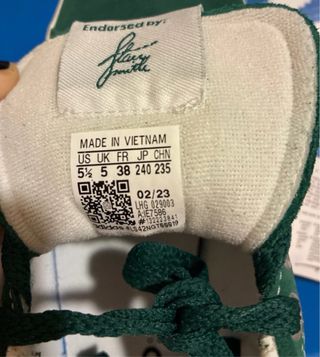 Endorsed by:
Stan
Smith
MADE IN VIETNAM
US UK FR JP CHN
5½ 5 38 240 235
02/23
LHG 029003
adidas